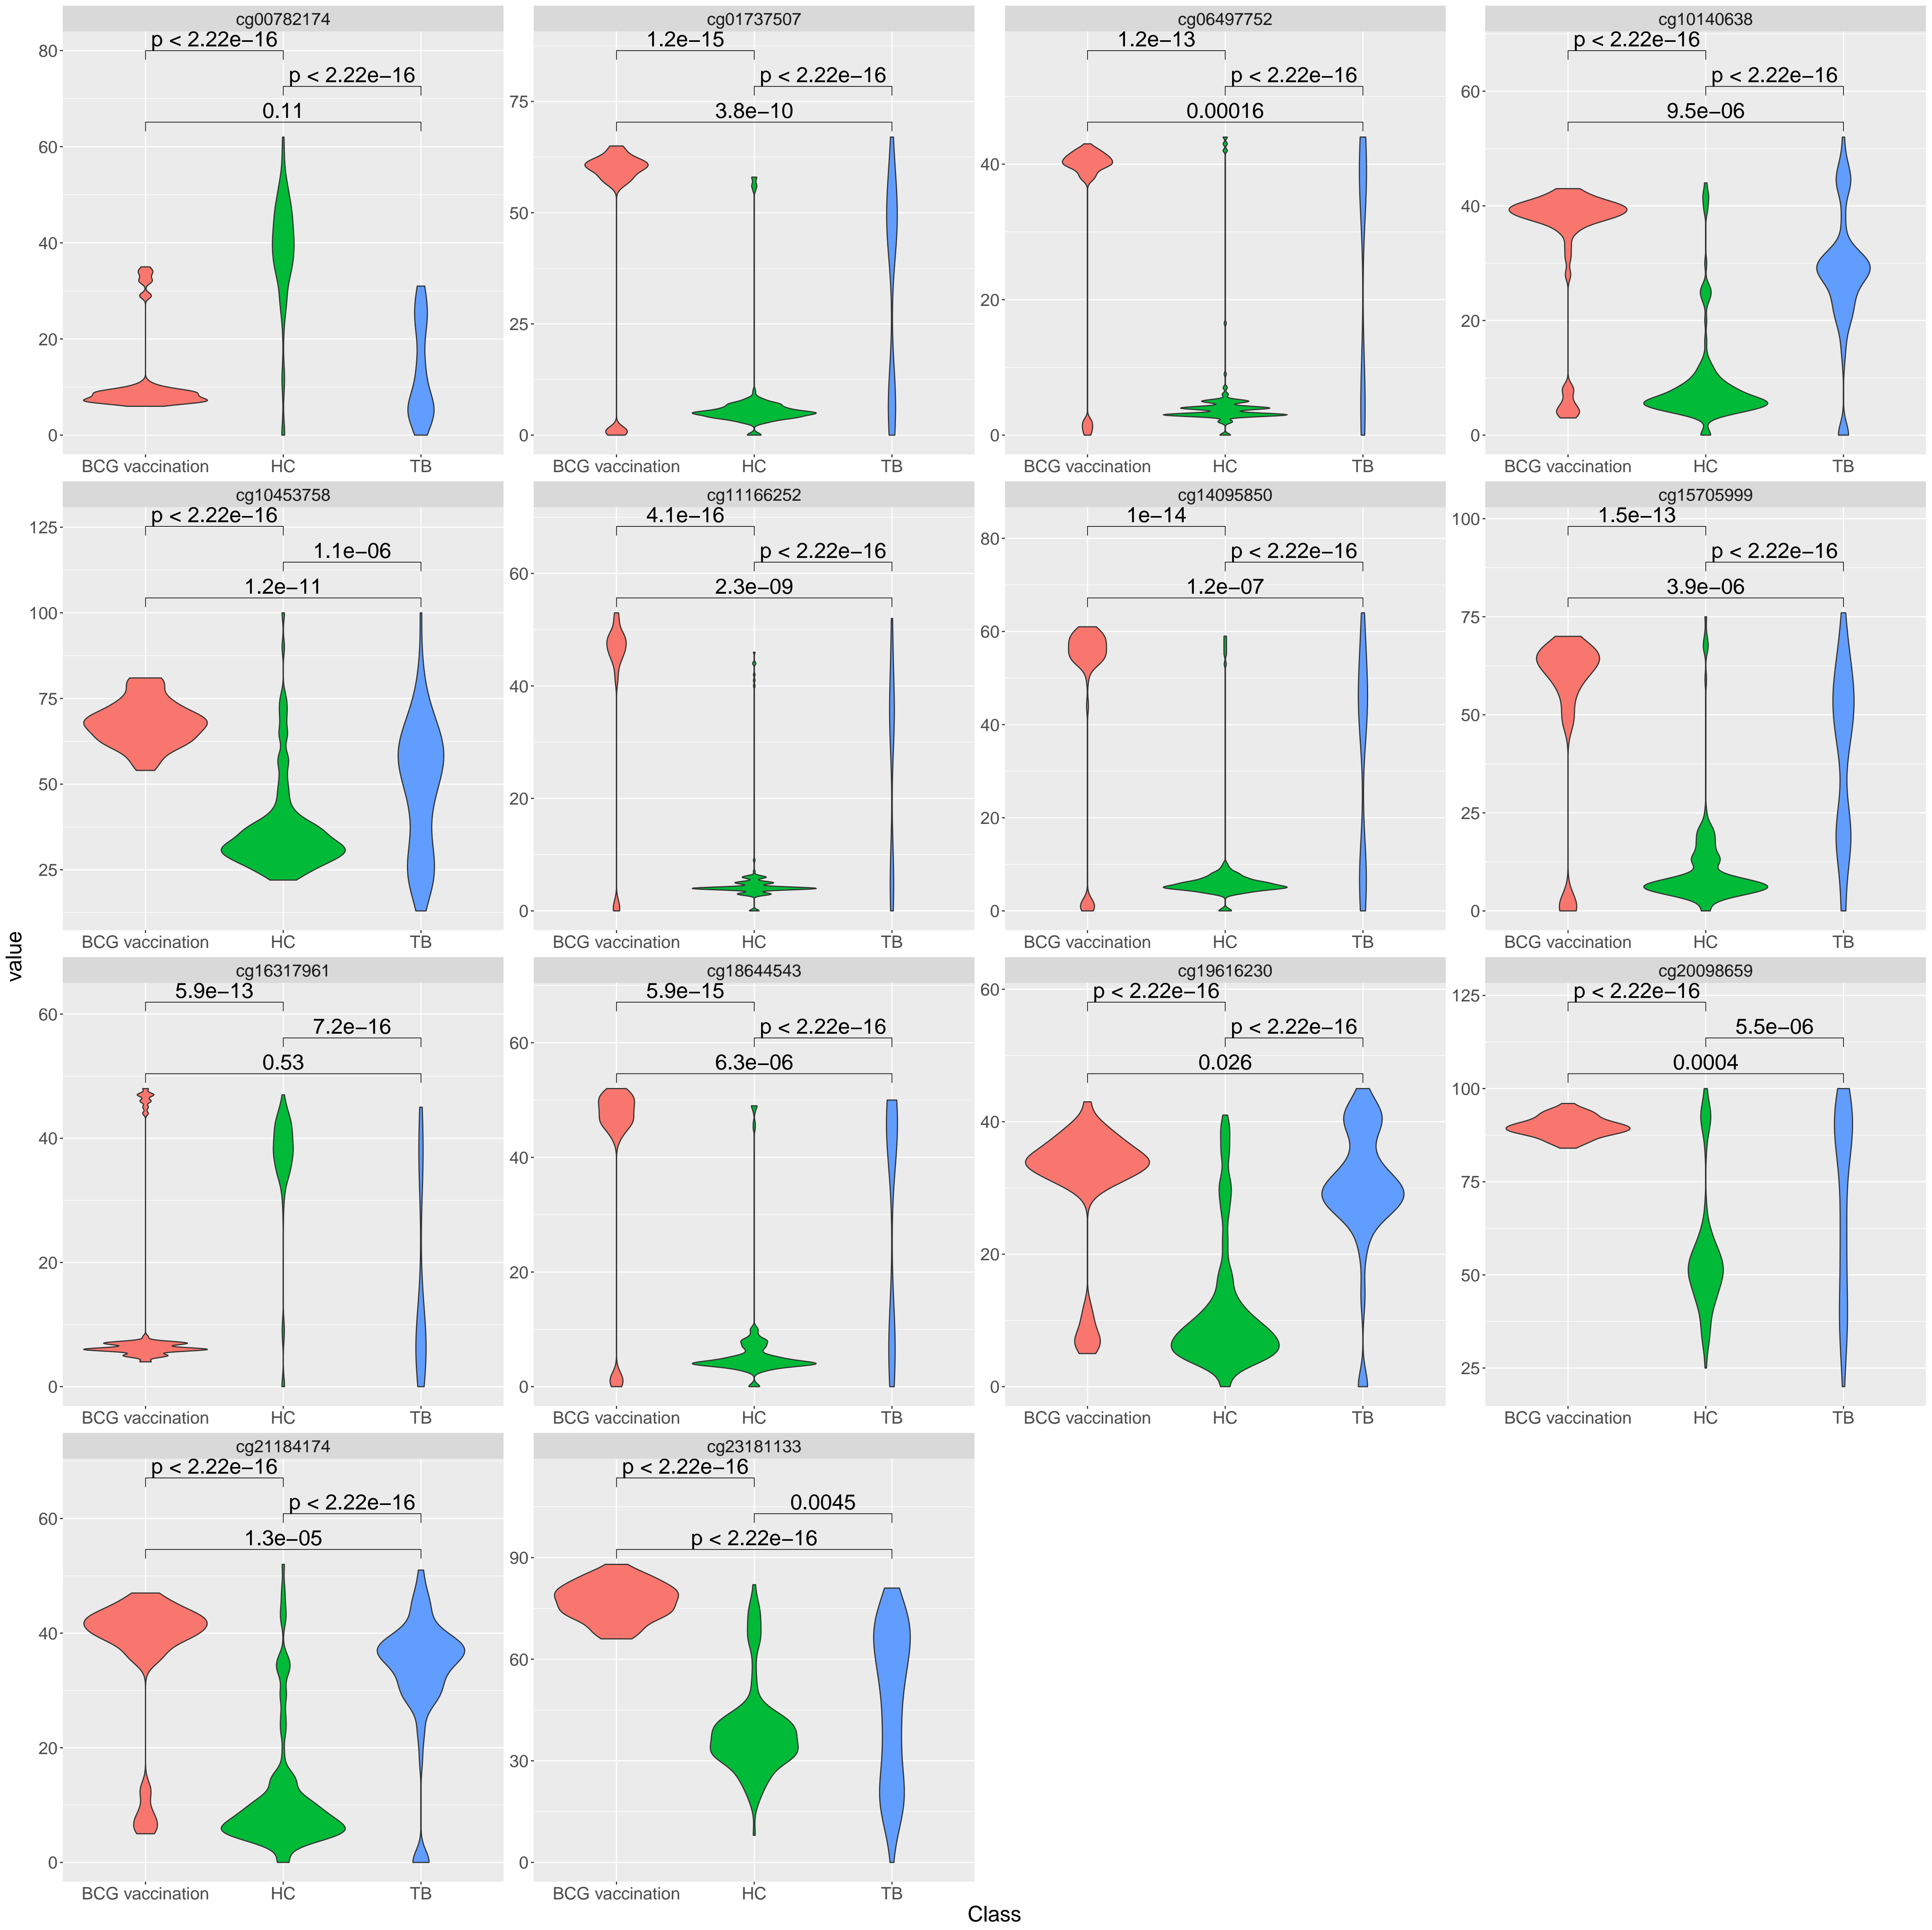 cg00782174 cg01737507 cg06497752 cg10140638
p < 2.22e−16 1.2e−15 1.2e−13 p < 2.22e−16
p < 2.22e−16 p < 2.22e−16 p < 2.22e−16 p < 2.22e−16
0.11 3.8e−10 0.00016 9.5e−06
80 60 40 20 0
75 50 25 0
40 20 0
60 40 20 0
BCG vaccination HC TB BCG vaccination HC TB BCG vaccination HC TB BCG vaccination HC TB
cg10453758 cg11166252 cg14095850 cg15705999
p < 2.22e−16 4.1e−16 1e−14 1.5e−13
1.1e−06 p < 2.22e−16 p < 2.22e−16 p < 2.22e−16
1.2e−11 2.3e−09 1.2e−07 3.9e−06
125 100 75 50 25
60 40 20 0
80 60 40 20 0
100 75 50 25 0
BCG vaccination HC TB BCG vaccination HC TB BCG vaccination HC TB BCG vaccination HC TB
value
cg16317961 cg18644543 cg19616230 cg20098659
5.9e−13 5.9e−15 p < 2.22e−16 p < 2.22e−16
7.2e−16 p < 2.22e−16 p < 2.22e−16 5.5e−06
0.53 6.3e−06 0.026 0.0004
60 40 20 0
60 40 20 0
60 40 20 0
125 100 75 50 25
BCG vaccination HC TB BCG vaccination HC TB BCG vaccination HC TB BCG vaccination HC TB
cg21184174 cg23181133
p < 2.22e−16 p < 2.22e−16
p < 2.22e−16 0.0045
1.3e−05 p < 2.22e−16
60 40 20 0
90 60 30 0
BCG vaccination HC TB BCG vaccination HC TB
Class